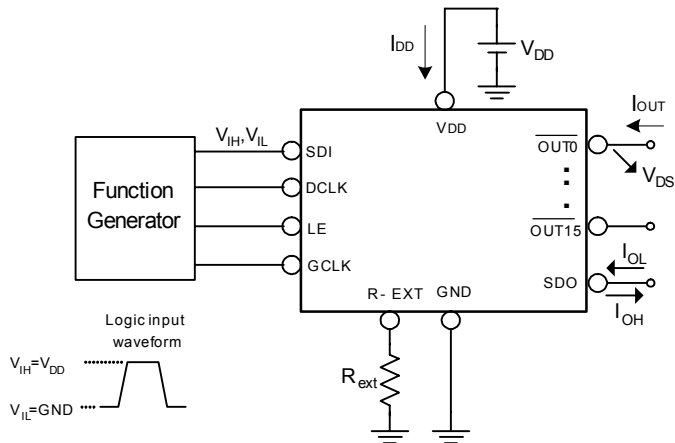 IDD
VDD
VDD
IOUT
VIH,VIL
SDI
OUT0
VDS
Function
Generator
DCLK
LE
OUT15
IOL
GCLK
SDO
R- EXT
GND
IOH
Logic input
waveform
VIH=VDD
Rext
VIL=GND